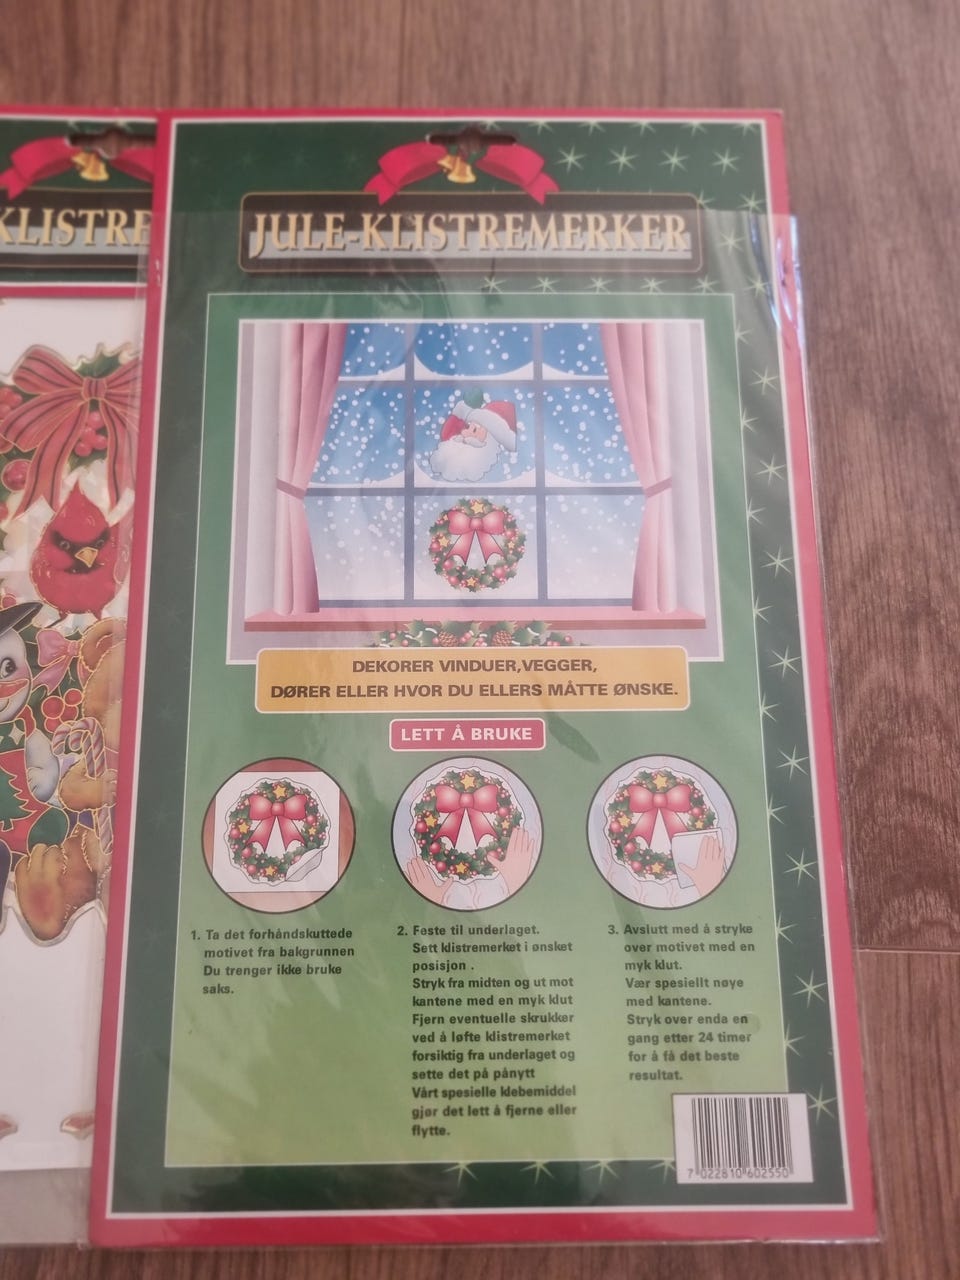 KLISTRE
JULE-KLISTREMERKER
DEKORER VINDUER,VEGGER,
DØRER ELLER HVOR DU ELLERS MÅTTE ØNSKE.
LETT Å BRUKE
1. Ta det forhåndskuttede
motivet fra bakgrunnen
Du trenger ikke bruke
saks.
2. Feste til underlaget.
Sett klistremerket i ønsket
posisjon .
Stryk fra midten og ut mot
kantene med en myk klut
Fjern eventuelle skrukker
ved å løfte klistremerket
forsiktig fra underlaget og
sette det på pånytt
Vårt spesielle klebemiddel
gjør det lett å fjerne eller
flytte.
3. Avslutt med å stryke
over motivet med en
myk klut.
Vær spesiellt nøye
med kantene.
Stryk over enda en
gang etter 24 timer
for å få det beste
resultat.
7 022810 602550